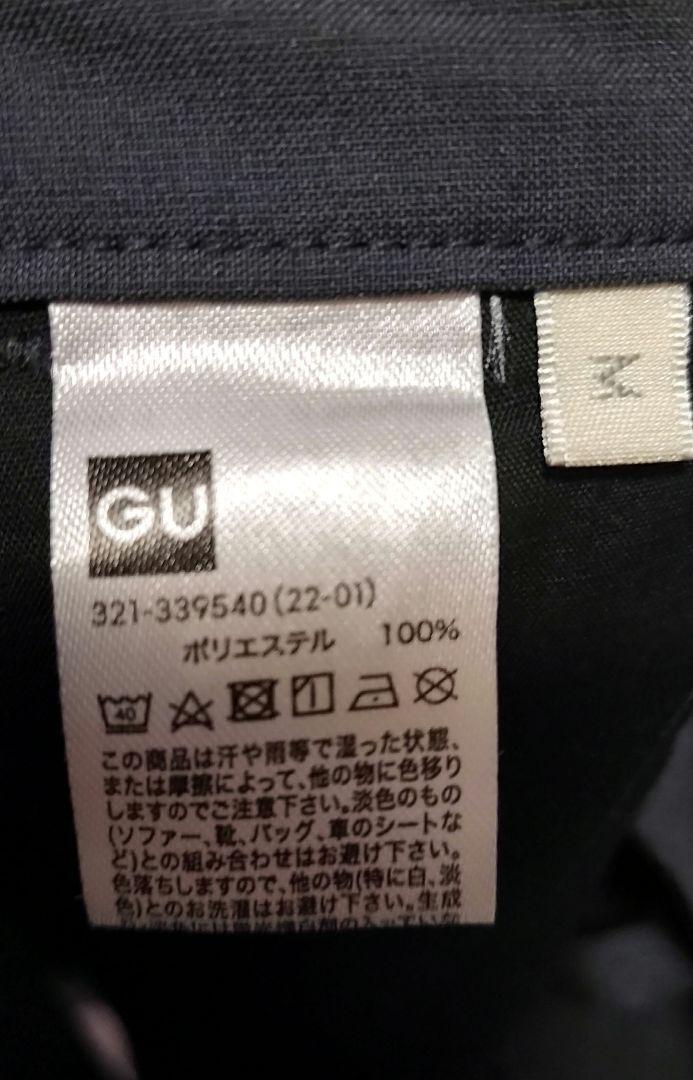 GU
M
321-339540(22-01)
ポリエステル 100%
40
この商品は汗や雨等で湿った状態、
または摩擦によって、他の物に色移り
しますのでご注意下さい。淡色のもの
(ソファー、靴、バッグ、車のシートな
ど)との組み合わせはお避け下さい。
色落ちしますので、他の物(特に白、淡
色)とのお洗濯はお避け下さい。生成